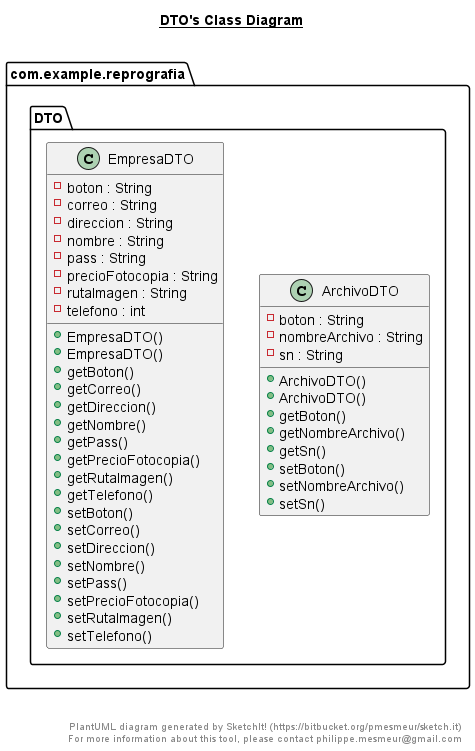 DTO's Class Diagram
com.example.reprografia
DTO
C EmpresaDTO
boton : String
correo : String
direccion : String
nombre : String
pass : String
precioFotocopia : String
rutaImagen : String
telefono : int
EmpresaDTO()
EmpresaDTO()
getBoton()
getCorreo()
getDireccion()
getNombre()
getPass()
getPrecioFotocopia()
getRutaImagen()
getTelefono()
setBoton()
setCorreo()
setDireccion()
setNombre()
setPass()
setPrecioFotocopia()
setRutaImagen()
setTelefono()
C ArchivoDTO
boton : String
nombreArchivo : String
sn : String
ArchivoDTO()
ArchivoDTO()
getBoton()
getNombreArchivo()
getSn()
setBoton()
setNombreArchivo()
setSn()
PlantUML diagram generated by SketchIt! (https://bitbucket.org/pmesmeur/sketch.it)
For more information about this tool, please contact philippe.mesmeur@gmail.com